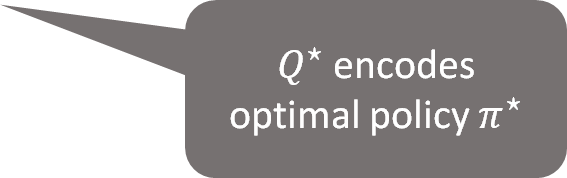 Q* encodes
optimal policy π*